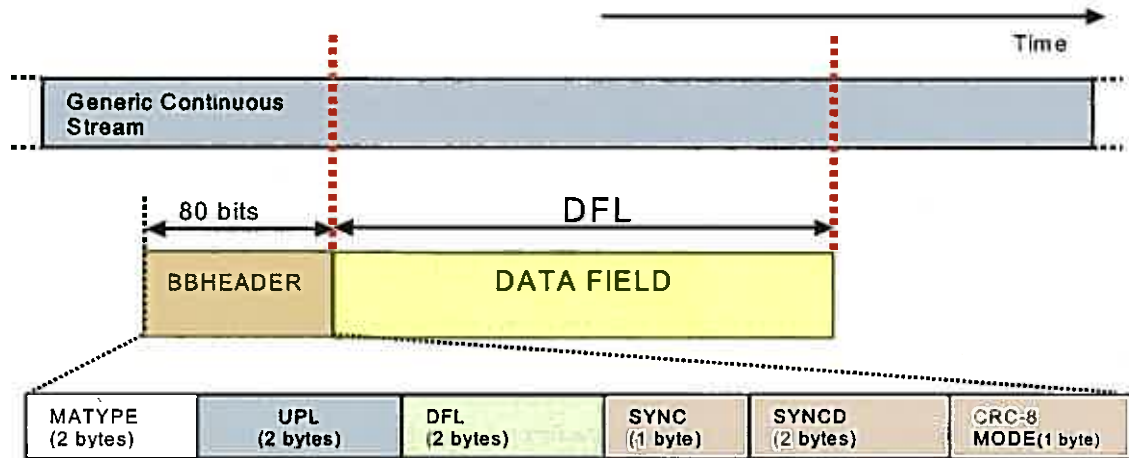 Time
Generic Continuous
Stream
80 bits
DFL
BBHEADER
DATA FIELD
MATYPE
(2 bytes)
UPL
(2 bytes)
DFL
(2 bytes)
SYNC
(1 byte)
SYNCD
(2 bytes)
CRC-8
MODE(1 byte)